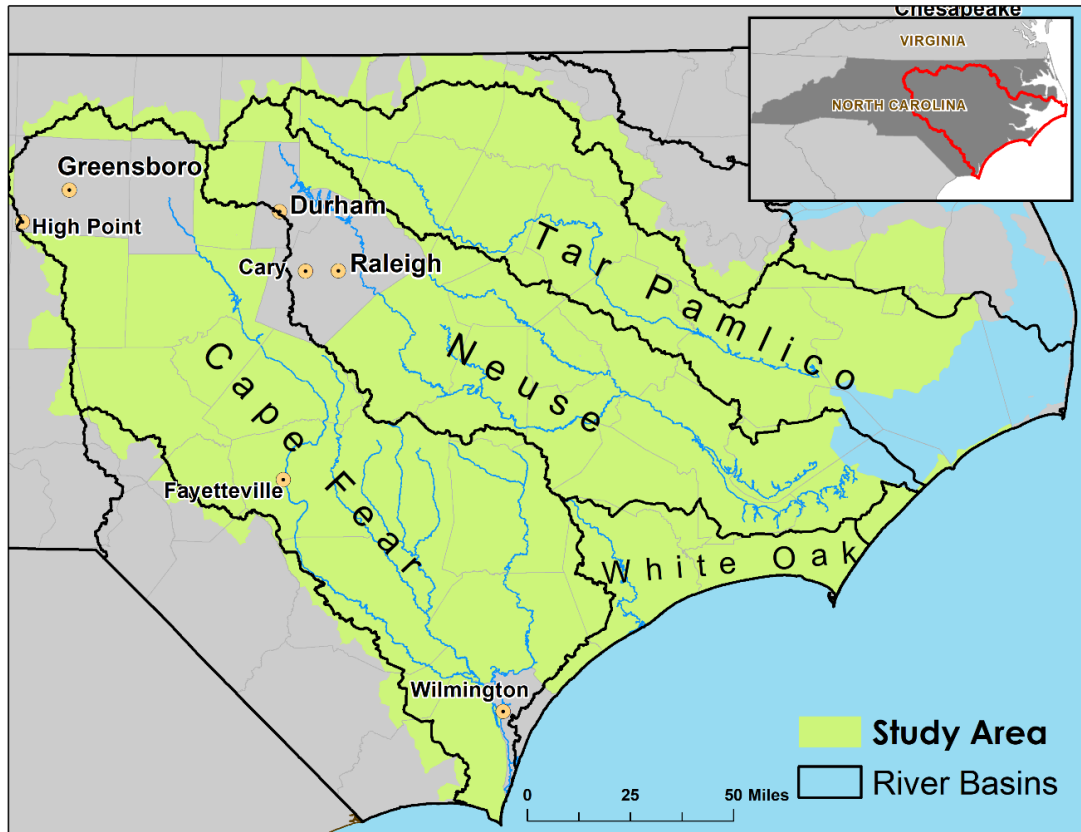 Chesapeake
VIRGINIA
NORTH CAROLINA
Greensboro
High Point
Durham
Cary
Raleigh
Tar Pamlico
Neuse
Cape Fear
Fayetteville
White Oak
Wilmington
Study Area
River Basins
0 25 50 Miles